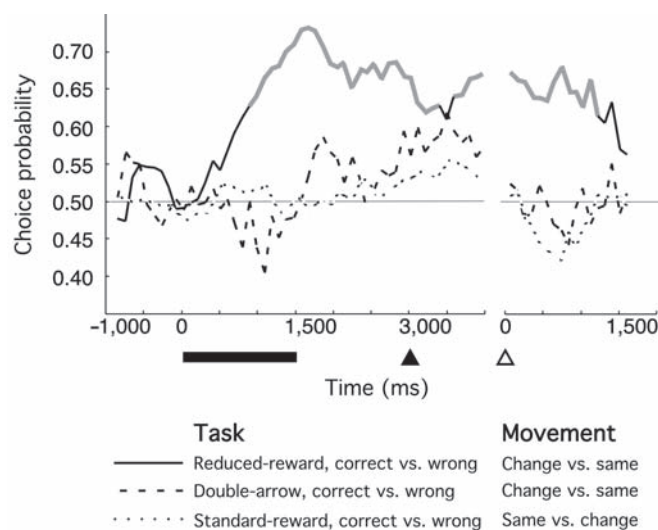 Choice probability
0.70
0.65
0.60
0.55
0.50
0.45
0.40
−1,000 0 1,500 3,000 0 1,500
Time (ms)
Task Movement
Reduced-reward, correct vs. wrong Change vs. same
Double-arrow, correct vs. wrong Change vs. same
Standard-reward, correct vs. wrong Same vs. change